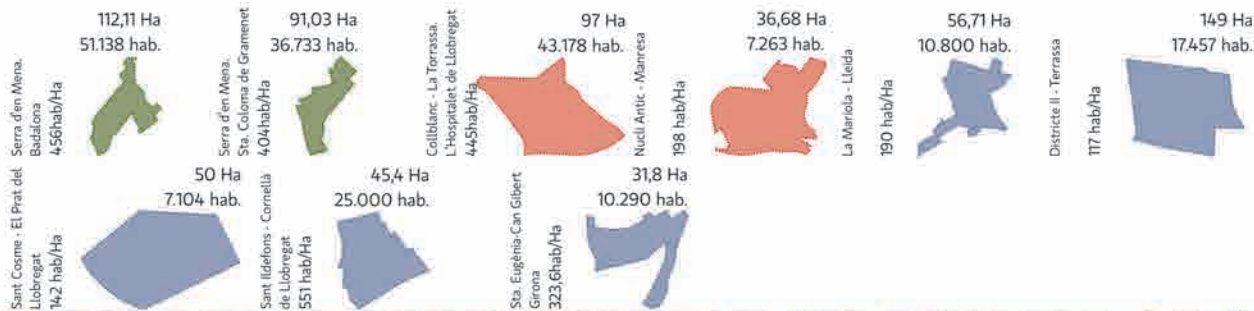 112,11 Ha
51.138 hab.
Serra d'en Mena.
Badalona
456hab/Ha
91,03 Ha
36.733 hab.
Serra d'en Mena.
Sta. Coloma de Gramenet
404hab/Ha
97 Ha
43.178 hab.
Collblanc - La Torrassa.
L'Hospitalet de Llobregat
445hab/Ha
36,68 Ha
7.263 hab.
Nucli Antic - Manresa
198 hab/Ha
56,71 Ha
10.800 hab.
La Mariola - Lleida
190 hab/Ha
149 Ha
17.457 hab.
Districte II - Terrassa
117 hab/Ha
50 Ha
7.104 hab.
Sant Cosme - El Prat del
Llobregat
142 hab/Ha
45,4 Ha
25.000 hab.
Sant Ildefons - Cornellà
de Llobregat
551 hab/Ha
31,8 Ha
10.290 hab.
Sta. Eugènia-Can Gibert
Girona
323,6hab/Ha